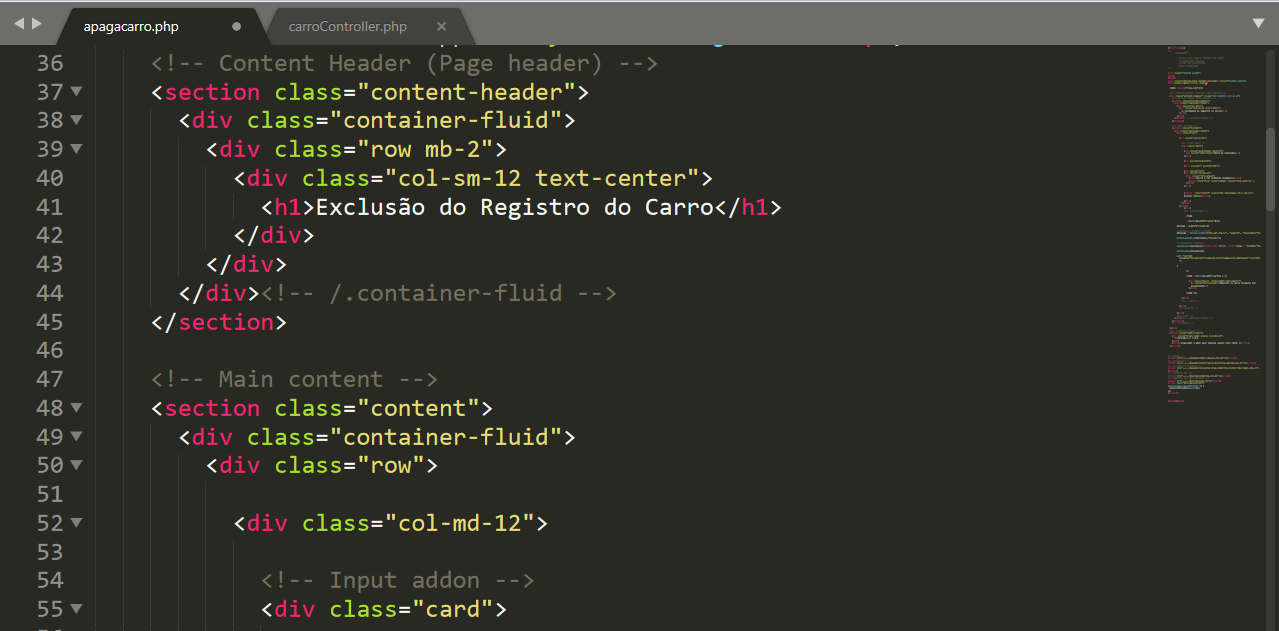 apagacarro.php
carroController.php
36 <!-- Content Header (Page header) -->
37 <section class="content-header">
38 <div class="container-fluid">
39 <div class="row mb-2">
40 <div class="col-sm-12 text-center">
41 <h1>Exclusão do Registro do Carro</h1>
42 </div>
43 </div>
44 </div><!-- /.container-fluid -->
45 </section>
46
47 <!-- Main content -->
48 <section class="content">
49 <div class="container-fluid">
50 <div class="row">
51
52 <div class="col-md-12">
53
54 <!-- Input addon -->
55 <div class="card">